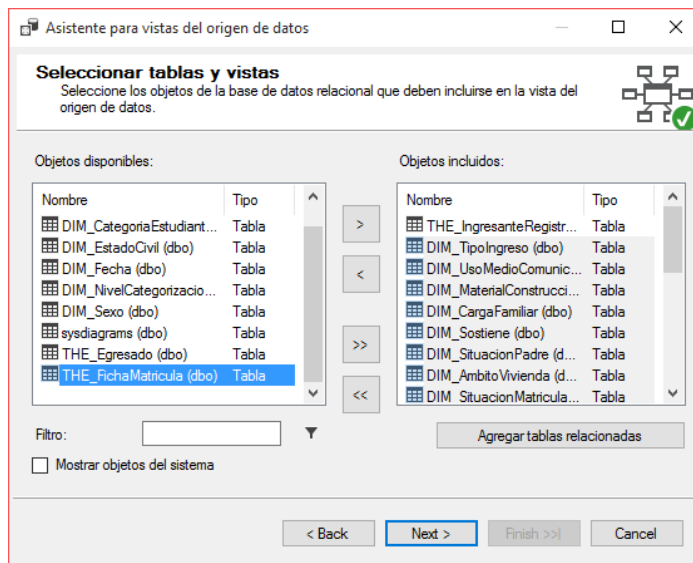 Asistente para vistas del origen de datos
Seleccionar tablas y vistas
Seleccione los objetos de la base de datos relacional que deben incluirse en la vista del
origen de datos.
Objetos disponibles:
Nombre Tipo
DIM_CategoriaEstudiant... Tabla
DIM_EstadoCivil (dbo) Tabla
DIM_Fecha (dbo) Tabla
DIM_NivelCategorizacio... Tabla
DIM_Sexo (dbo) Tabla
sysdiagrams (dbo) Tabla
THE_Egresado (dbo) Tabla
THE_FichaMatricula (dbo) Tabla
>
<
>>
<<
Objetos incluidos:
Nombre Tipo
THE_IngresanteRegistr... Tabla
DIM_TipoIngreso (dbo) Tabla
DIM_UsoMedioComunic... Tabla
DIM_MaterialConstrucci... Tabla
DIM_CargaFamiliar (dbo) Tabla
DIM_Sostiene (dbo) Tabla
DIM_SituacionPadre (d... Tabla
DIM_AmbitoVivienda (d... Tabla
DIM_SituacionMatricula... Tabla
Filtro:
Agregar tablas relacionadas
Mostrar objetos del sistema
< Back Next > Finish >>| Cancel